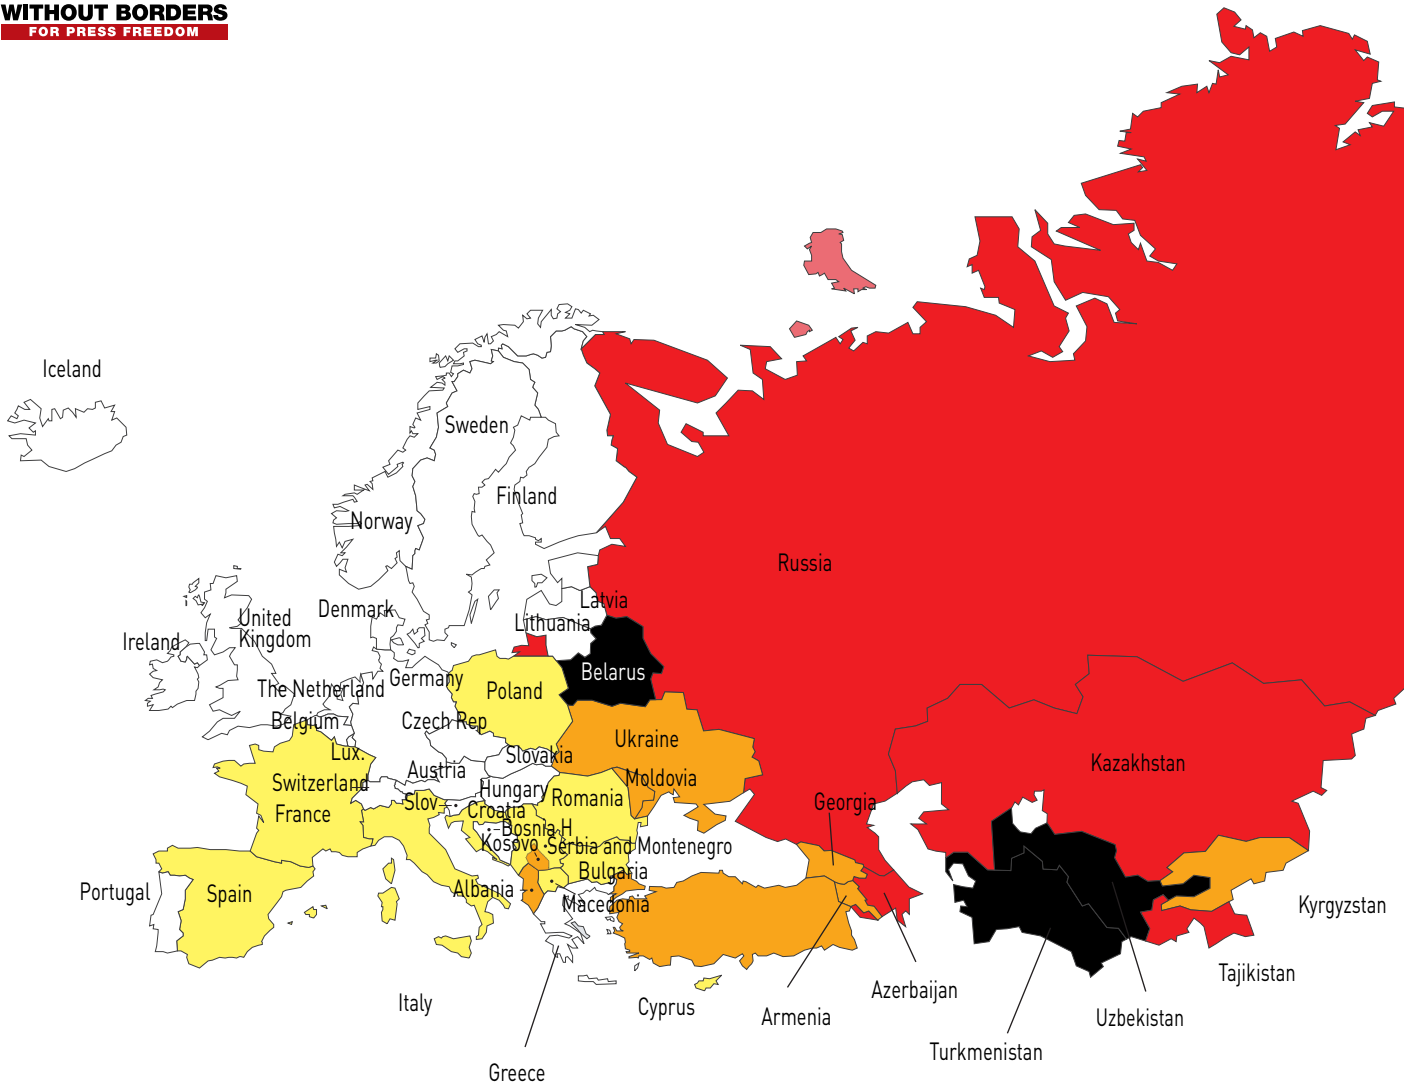 WITHOUT BORDERS
FOR PRESS FREEDOM
Iceland
Sweden
Finland
Norway
Russia
Latvia
Denmark
United
Kingdom
Lithuania
Ireland
Belarus
Germany
The Netherland
Poland
Belgium
Czech Rep
Ukraine
Lux.
Slovakia
Kazakhstan
Austria
Moldovia
Switzerland
Hungary
Romania
Slov
Georgia
Croatia
France
Bosnia H
Kosovo
Serbia and Montenegro
Bulgaria
Portugal
Spain
Albania
Macedonia
Kyrgyzstan
Tajikistan
Azerbaijan
Italy
Cyprus
Armenia
Uzbekistan
Turkmenistan
Greece